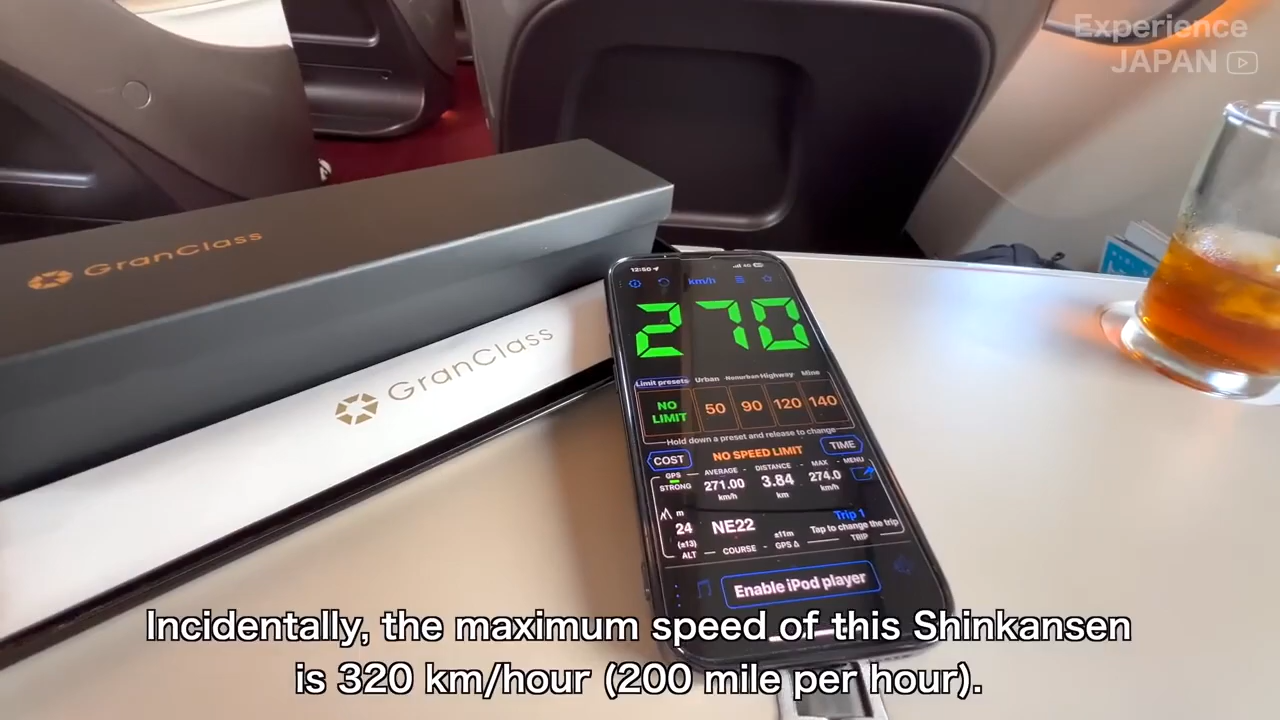 Experience
JAPAN
GranClass
GranClass
12:50
4G
km/h
270
Limit presets
Urban
Nonurban
Highway
NO
LIMIT
50
90
120
140
Hold down a preset and release to change
COST
NO SPEED LIMIT
TIME
GPS
STRONG
AVERAGE
271.00
km/h
DISTANCE
3.84
km
MAX
274.0
km/h
MENU
m
24
(±13)
ALT
NE22
COURSE
±11m
GPS Δ
Trip 1
Tap to change the trip
TRIP
Enable iPod player
Incidentally, the maximum speed of this Shinkansen
is 320 km/hour (200 mile per hour).